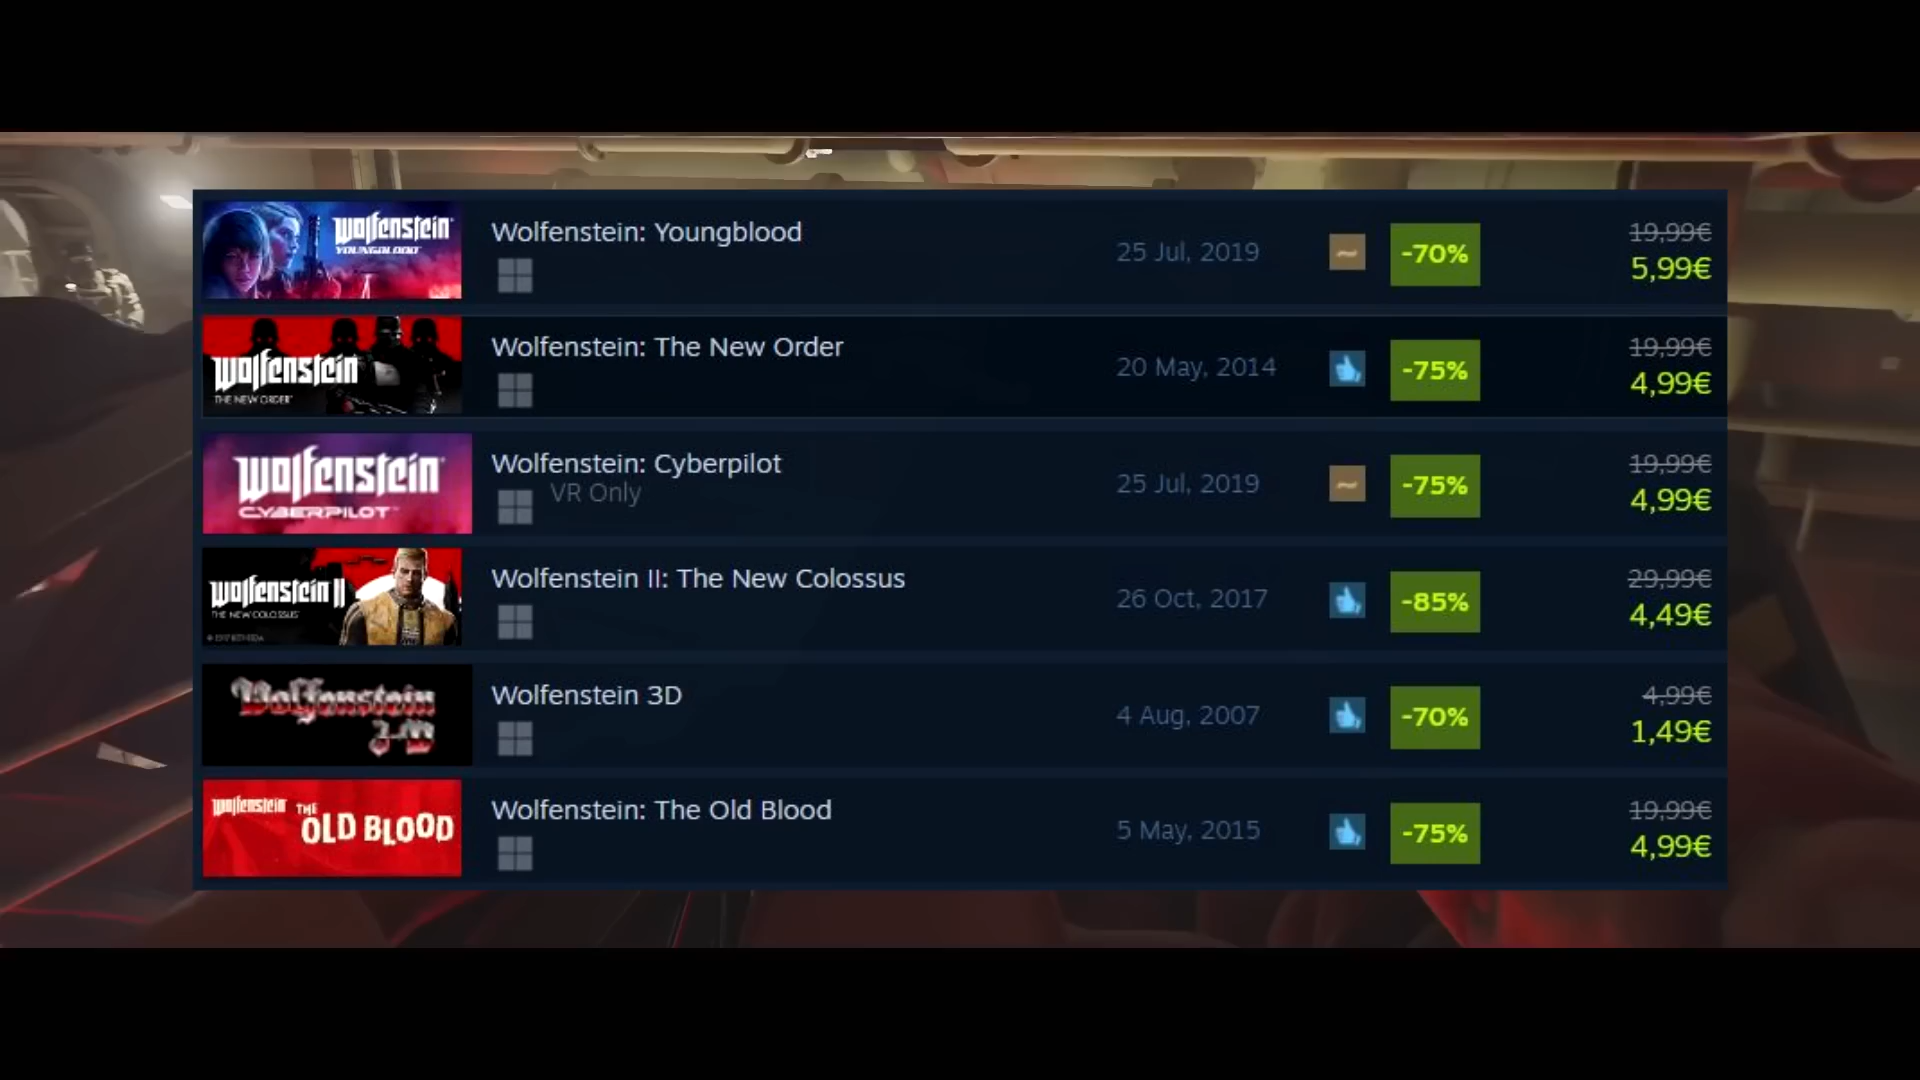 wolfenstein
YOUNGBLOOD
Wolfenstein: Youngblood
25 Jul, 2019
-70%
19,99€
5,99€
wolfenstein
THE NEW ORDER
Wolfenstein: The New Order
20 May, 2014
-75%
19,99€
4,99€
wolfenstein
CYBERPILOT
Wolfenstein: Cyberpilot
VR Only
25 Jul, 2019
-75%
19,99€
4,99€
wolfenstein II
THE NEW COLOSSUS
© 2017 BETHESDA
Wolfenstein II: The New Colossus
26 Oct, 2017
-85%
29,99€
4,49€
Wolfenstein
3-D
Wolfenstein 3D
4 Aug, 2007
-70%
4,99€
1,49€
wolfenstein THE
OLD BLOOD
Wolfenstein: The Old Blood
5 May, 2015
-75%
19,99€
4,99€